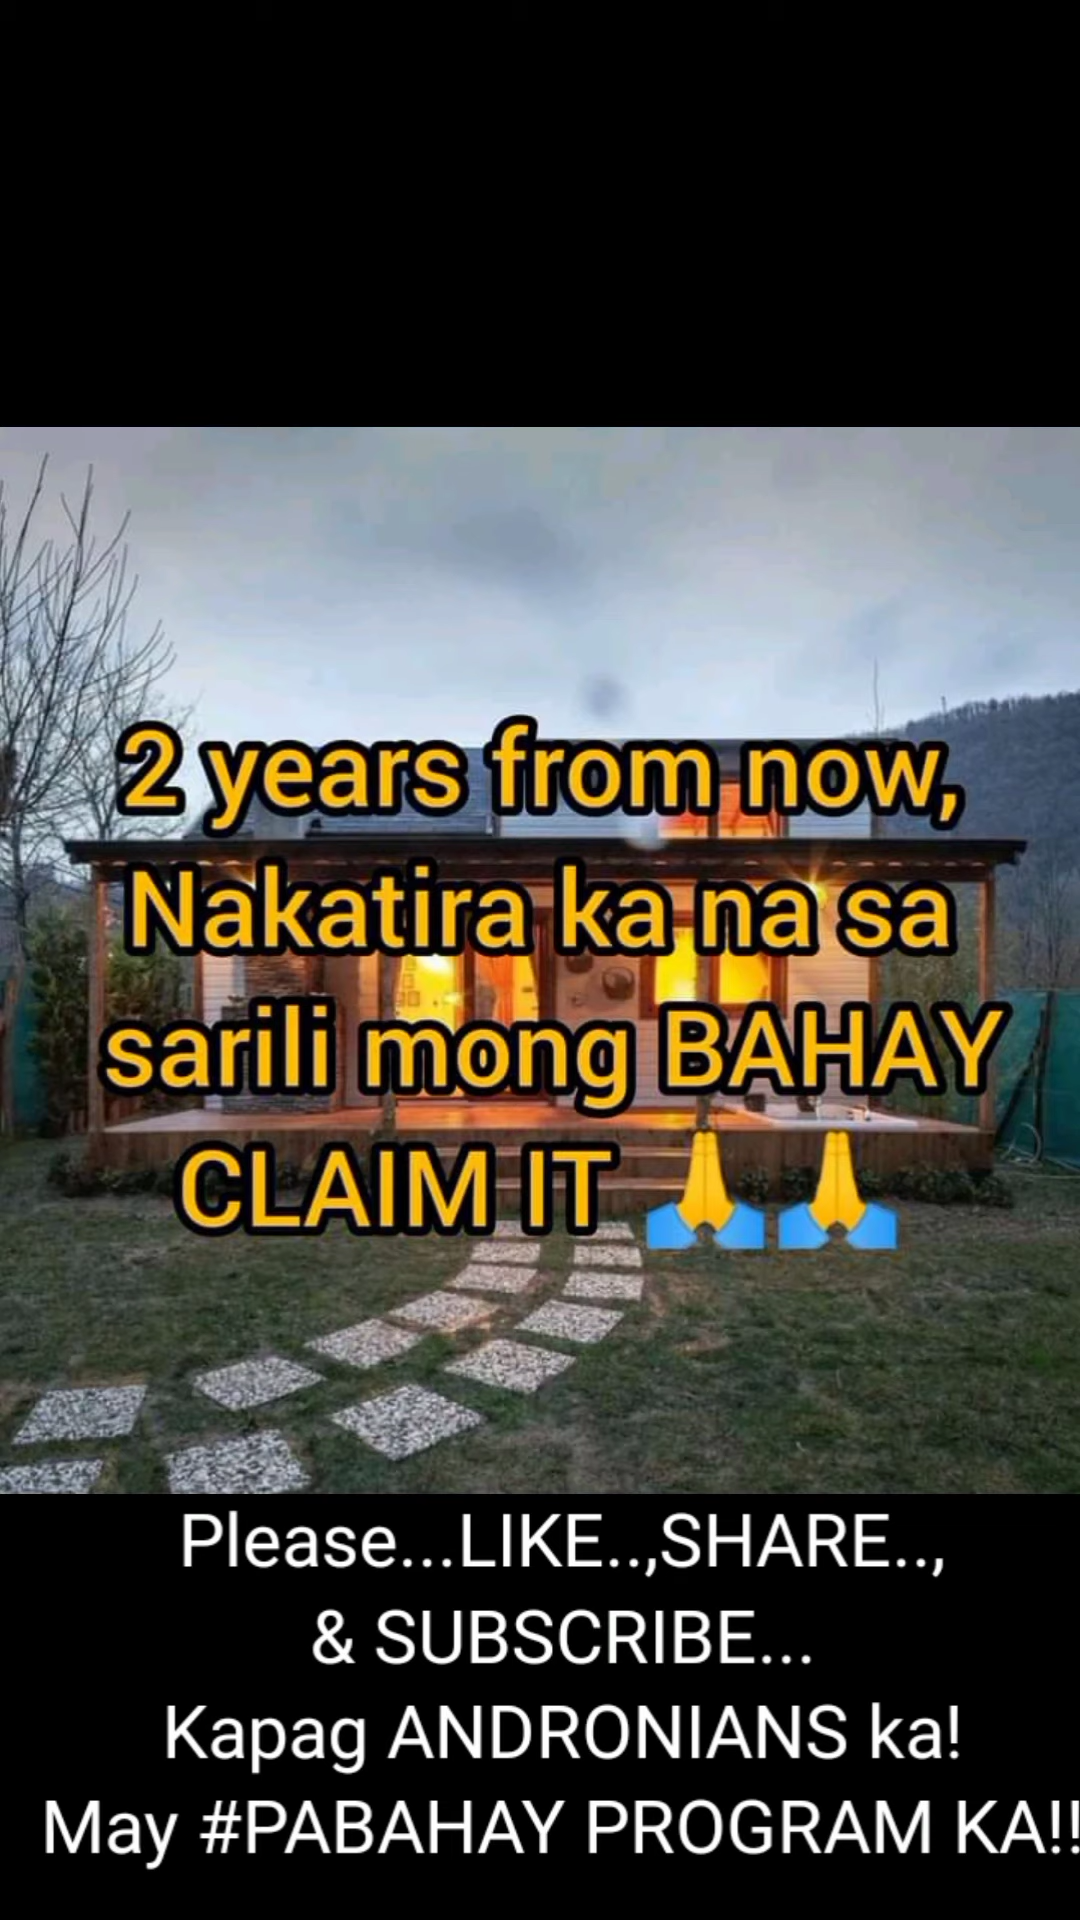 2 years from now,
Nakatira ka na sa
sarili mong BAHAY
CLAIM IT 🙏🙏
Please...LIKE..,SHARE..,
& SUBSCRIBE...
Kapag ANDRONIANS ka!
May #PABAHAY PROGRAM KA!!